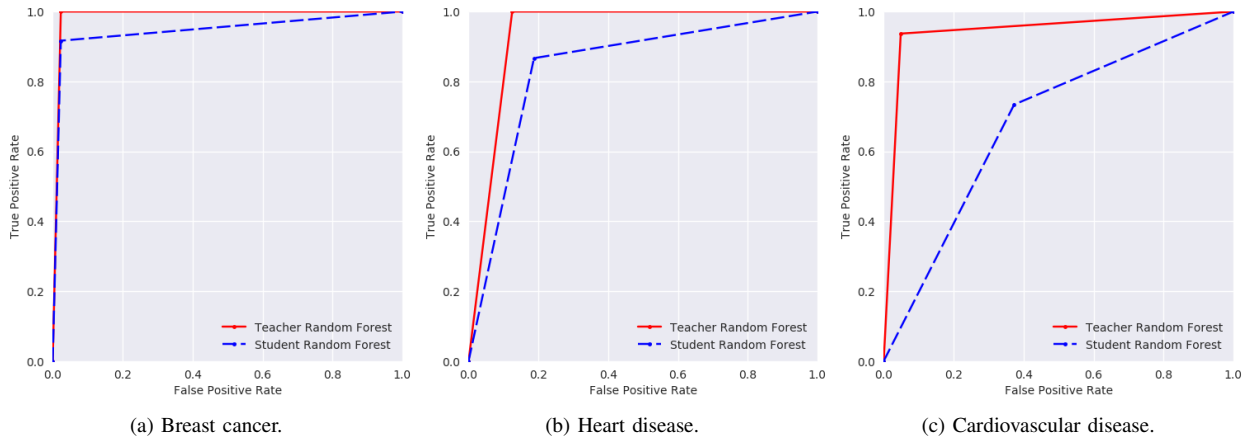 1.0
0.8
0.6
0.4
0.2
0.0
True Positive Rate
0.0 0.2 0.4 0.6 0.8 1.0
False Positive Rate
Teacher Random Forest
Student Random Forest
(a) Breast cancer.
1.0
0.8
0.6
0.4
0.2
0.0
True Positive Rate
0.0 0.2 0.4 0.6 0.8 1.0
False Positive Rate
Teacher Random Forest
Student Random Forest
(b) Heart disease.
1.0
0.8
0.6
0.4
0.2
0.0
True Positive Rate
0.0 0.2 0.4 0.6 0.8 1.0
False Positive Rate
Teacher Random Forest
Student Random Forest
(c) Cardiovascular disease.